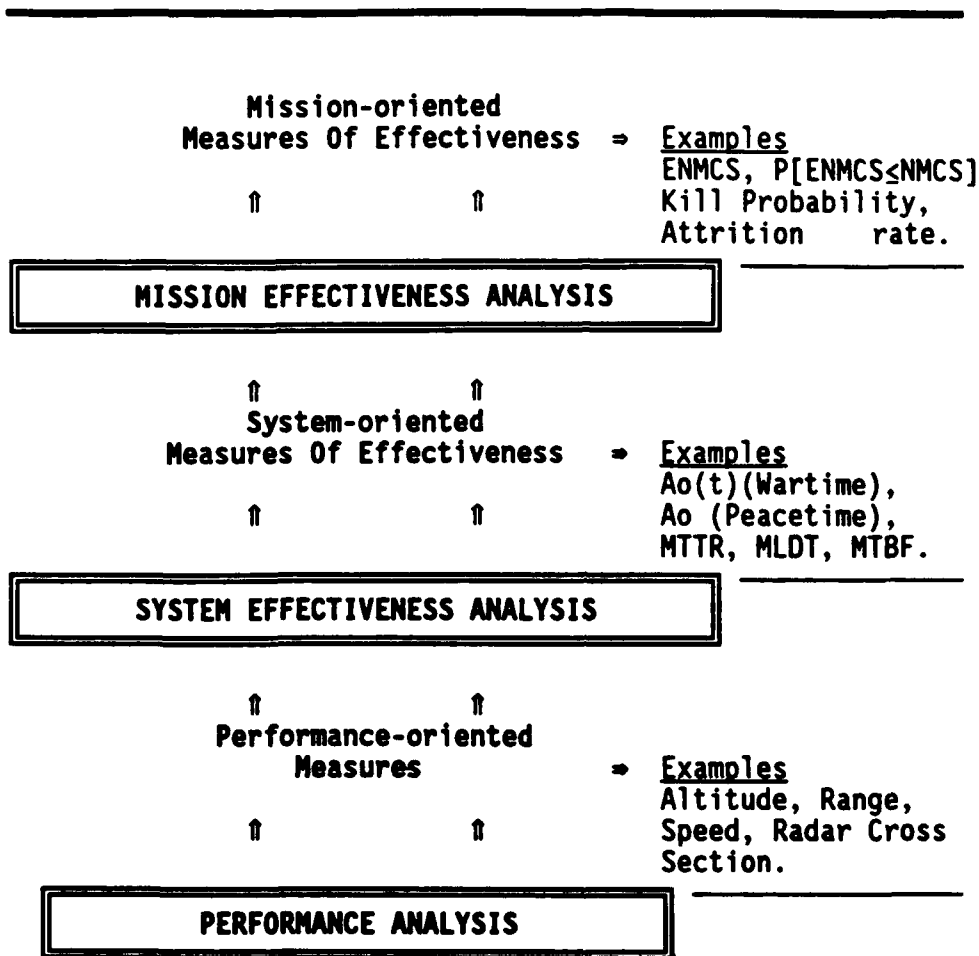 Mission-oriented
Measures Of Effectiveness ⇒ Examples
ENMCS, P[ENMCS≤NMCS]
⇑ ⇑ Kill Probability,
Attrition rate.
MISSION EFFECTIVENESS ANALYSIS
⇑ ⇑
System-oriented
Measures Of Effectiveness ⇒ Examples
Ao(t)(Wartime),
⇑ ⇑ Ao (Peacetime),
MTTR, MLDT, MTBF.
SYSTEM EFFECTIVENESS ANALYSIS
⇑ ⇑
Performance-oriented
Measures ⇒ Examples
Altitude, Range,
⇑ ⇑ Speed, Radar Cross
Section.
PERFORMANCE ANALYSIS